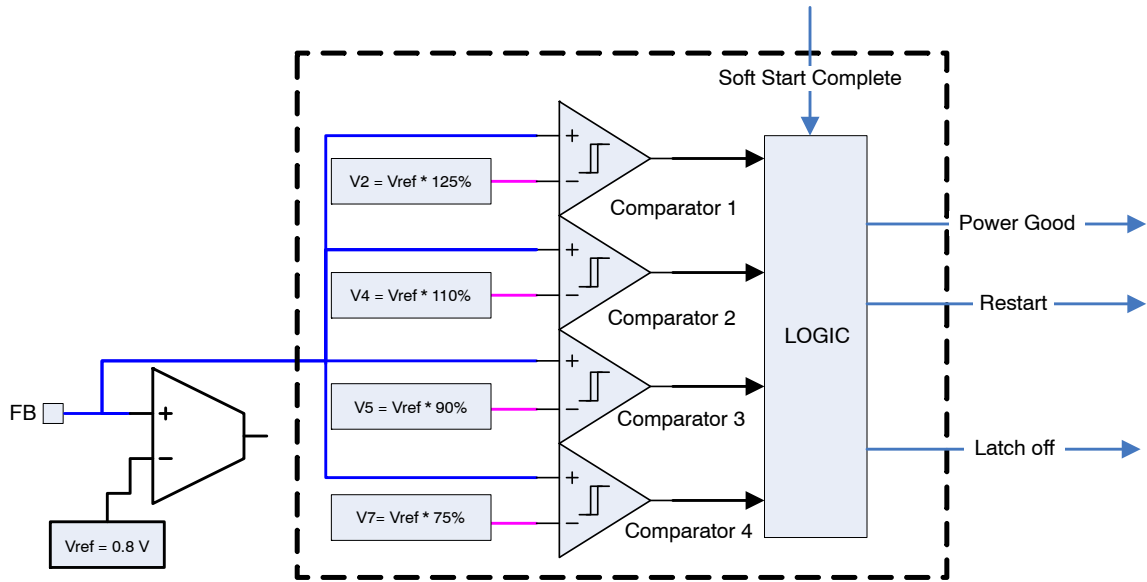 Soft Start Complete
+
V2 = Vref * 125%
−
Comparator 1
+
V4 = Vref * 110%
−
Comparator 2
Power Good
Restart
LOGIC
+
V5 = Vref * 90%
−
Comparator 3
FB
+
−
Latch off
+
V7= Vref * 75%
−
Comparator 4
Vref = 0.8 V